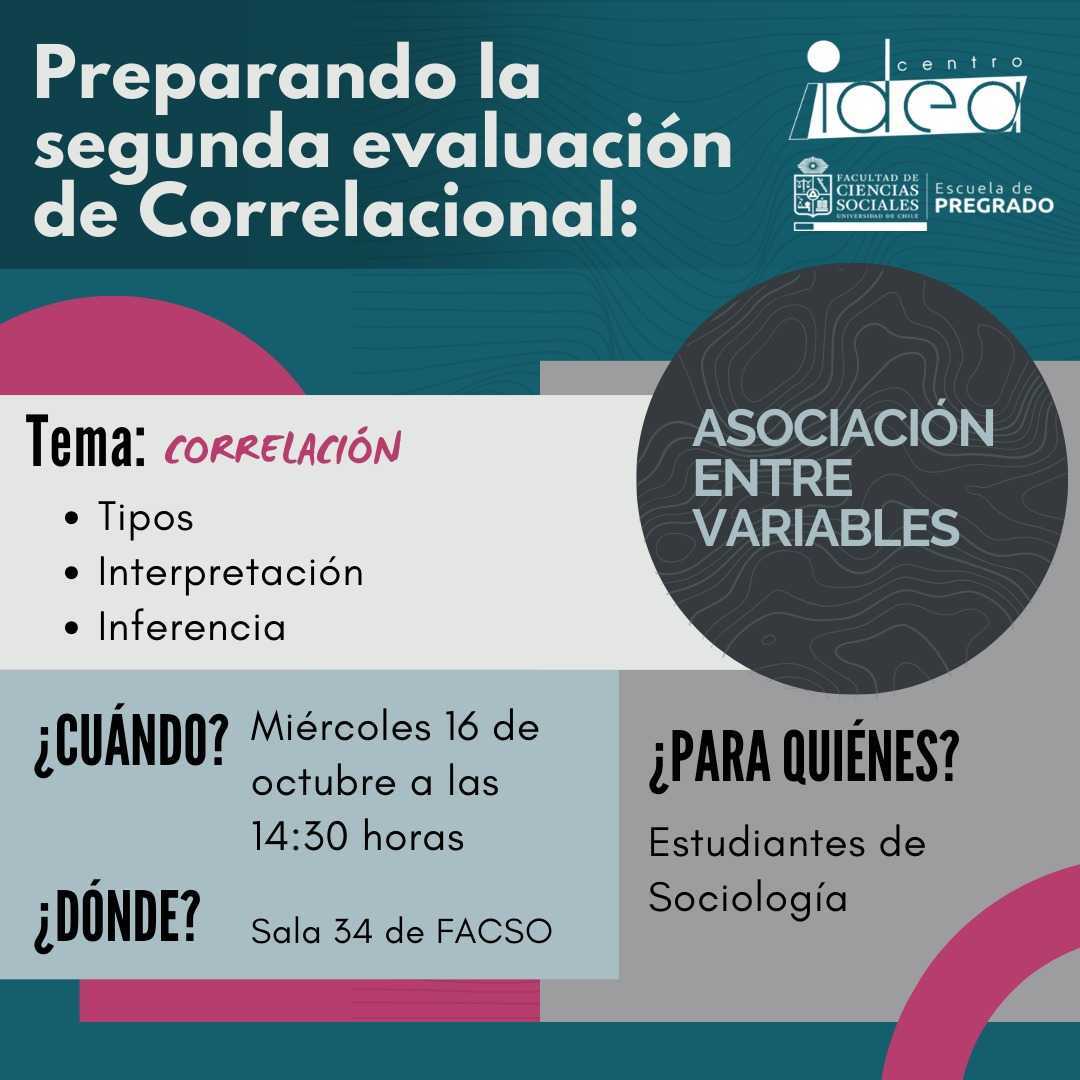 Preparando la
segunda evaluación
de Correlacional:
centro
idea
FACULTAD DE
CIENCIAS
SOCIALES
UNIVERSIDAD DE CHILE
Escuela de
PREGRADO
Tema: CORRELACIÓN
• Tipos
• Interpretación
• Inferencia
ASOCIACIÓN
ENTRE
VARIABLES
¿CUÁNDO? Miércoles 16 de
octubre a las
14:30 horas
¿DÓNDE? Sala 34 de FACSO
¿PARA QUIÉNES?
Estudiantes de
Sociología